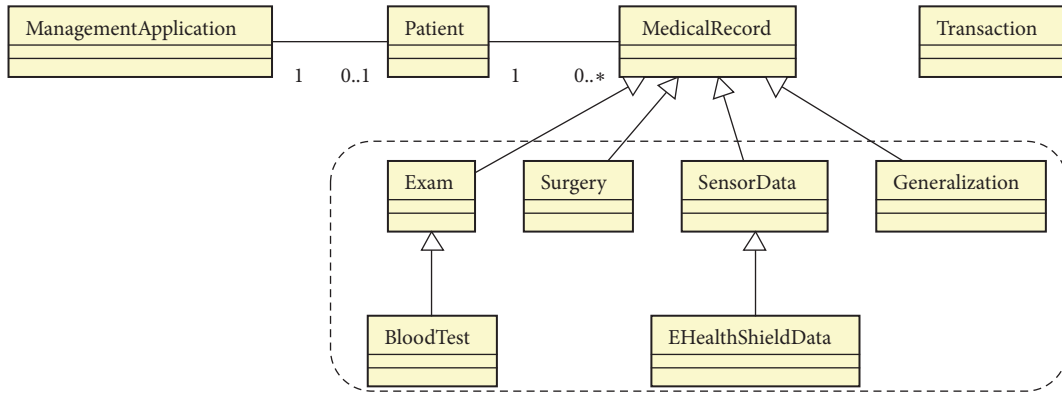 ManagementApplication
Patient
MedicalRecord
Transaction
1
0..1
1
0..*
Exam
Surgery
SensorData
Generalization
BloodTest
EHealthShieldData